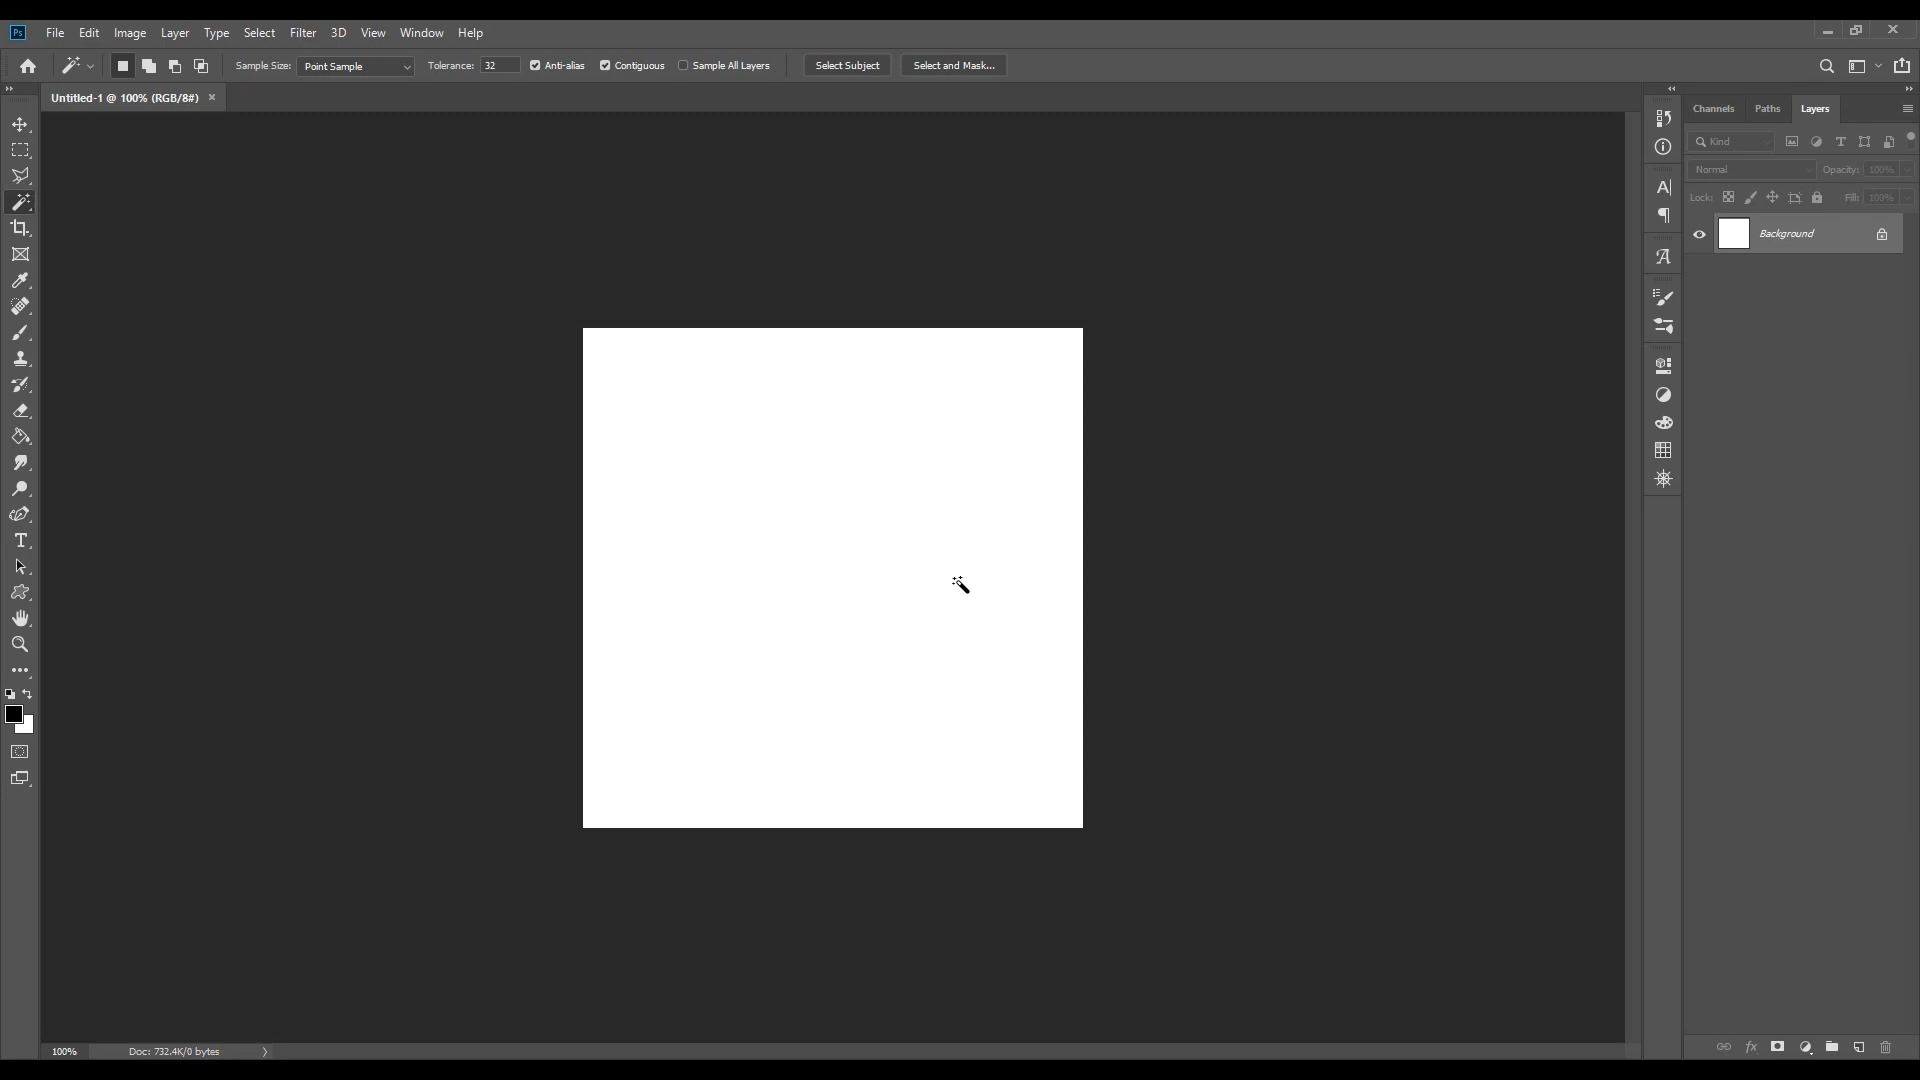 Ps File Edit Image Layer Type Select Filter 3D View Window Help
Sample Size: Point Sample Tolerance: 32 Anti-alias Contiguous Sample All Layers Select Subject Select and Mask...
Untitled-1 @ 100% (RGB/8#) ×
Channels Paths Layers
Kind
Normal Opacity: 100%
Lock: Fill: 100%
Background
100% Doc: 732.4K/0 bytes